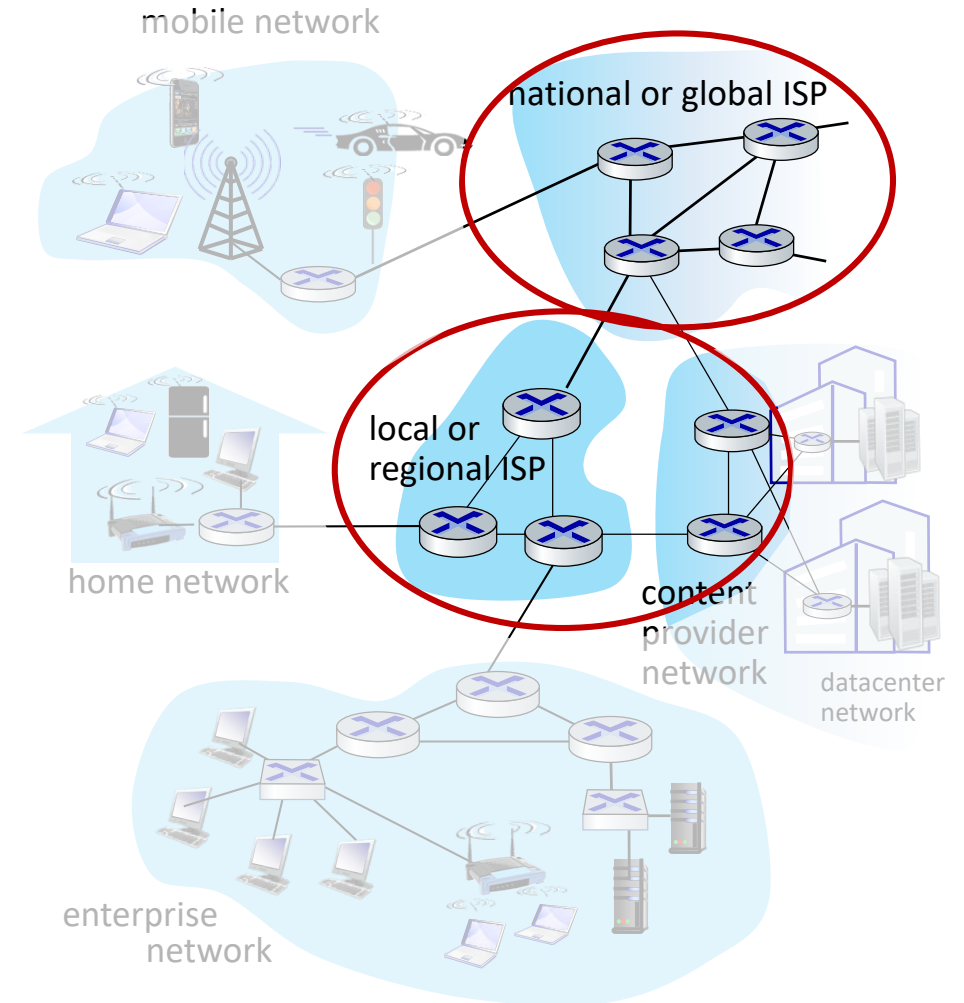 mobile network
national or global ISP
local or
regional ISP
home network
content
provider
network
datacenter
network
enterprise
network